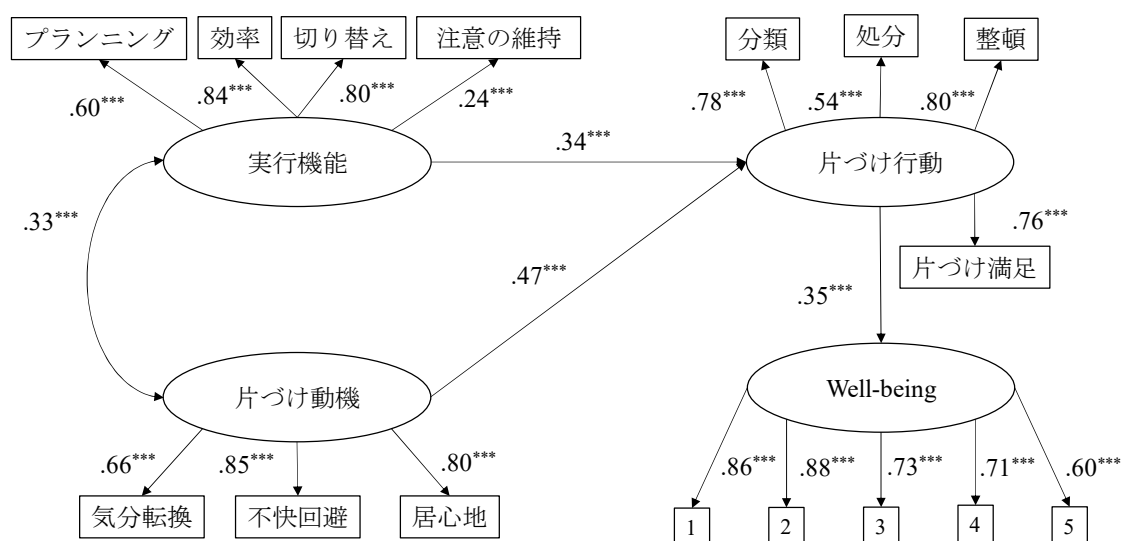 プランニング
効率
切り替え
注意の維持
分類
処分
整頓
.60***
.84***
.80***
.24***
.78***
.54***
.80***
実行機能
.34***
片づけ行動
.33***
.76***
片づけ満足
.47***
.35***
片づけ動機
Well-being
.66***
.85***
.80***
.86***
.88***
.73***
.71***
.60***
気分転換
不快回避
居心地
1
2
3
4
5